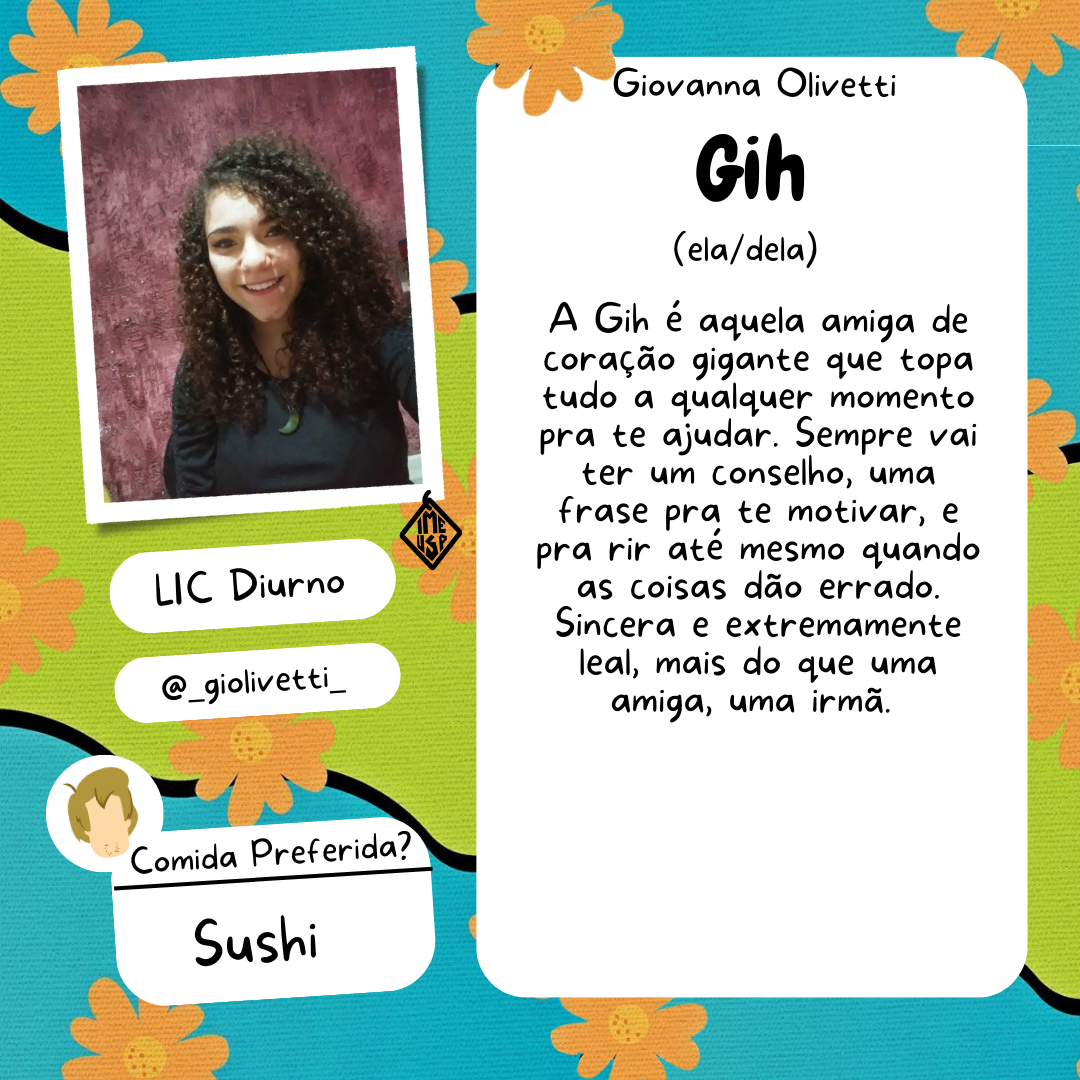 Giovanna Olivetti
Gih
(ela/dela)
A Gih é aquela amiga de
coração gigante que topa
tudo a qualquer momento
pra te ajudar. Sempre vai
ter um conselho, uma
frase pra te motivar, e
pra rir até mesmo quando
as coisas dão errado.
Sincera e extremamente
leal, mais do que uma
amiga, uma irmã.
IME
USP
LIC Diurno
@_giolivetti_
Comida Preferida?
Sushi